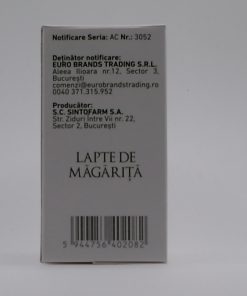 Notificare Seria: AC Nr.: 3052
Deținător notificare:
EURO BRANDS TRADING S.R.L.
Aleea Ilioara nr.12, Sector 3,
București
comenzi@eurobrandstrading.ro
0040 371.315.952
Producător:
S.C. SINTOFARM S.A.
Str. Ziduri între Vii nr. 22,
Sector 2, București
LAPTE DE
MĂGĂRIȚĂ
5 944756 402082